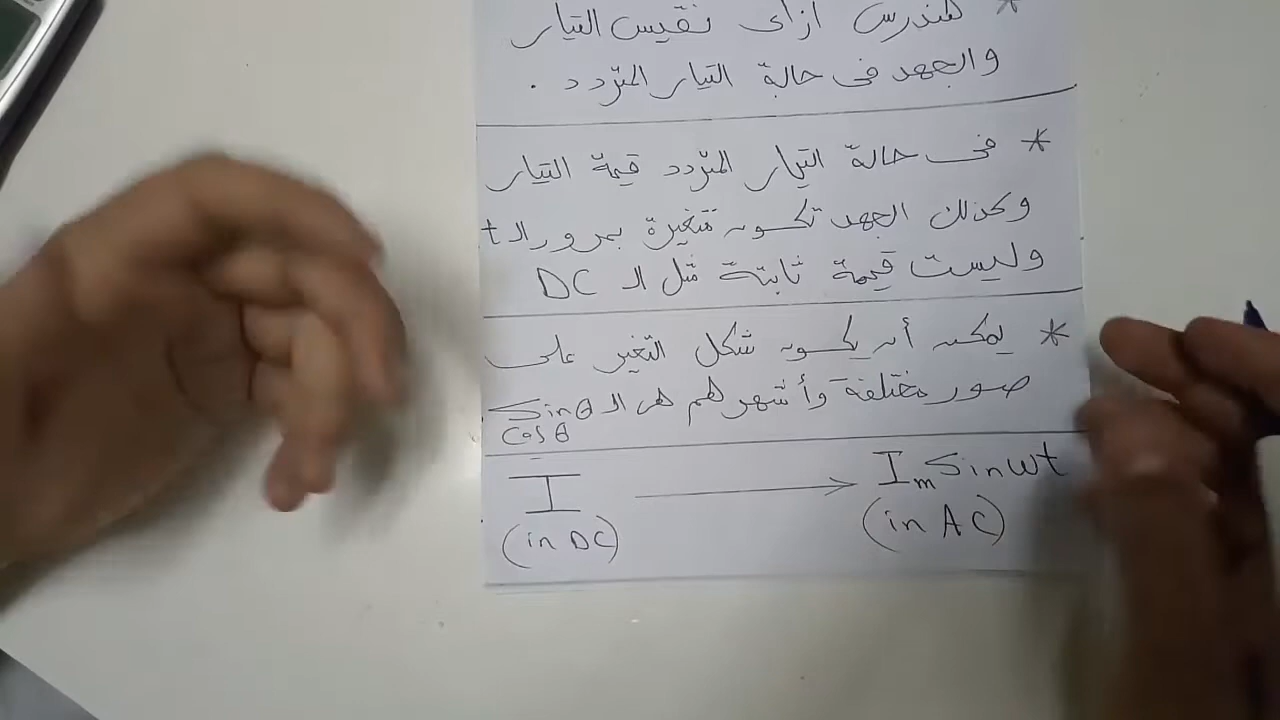 * هندرس ازاى نقيس التيار
والجهد فى حالة التيار المتردد .
* فى حالة التيار المتردد قيمة التيار
وكذلك الجهد تكون متغيرة بمرور الـ t
وليست قيمة ثابتة مثل الـ DC
* يمكن أن يكون شكل التغير على
صور مختلفة وأشهرهم هى الـ Sinθ
Cosθ
I → Im Sinωt
(in DC) (in AC)